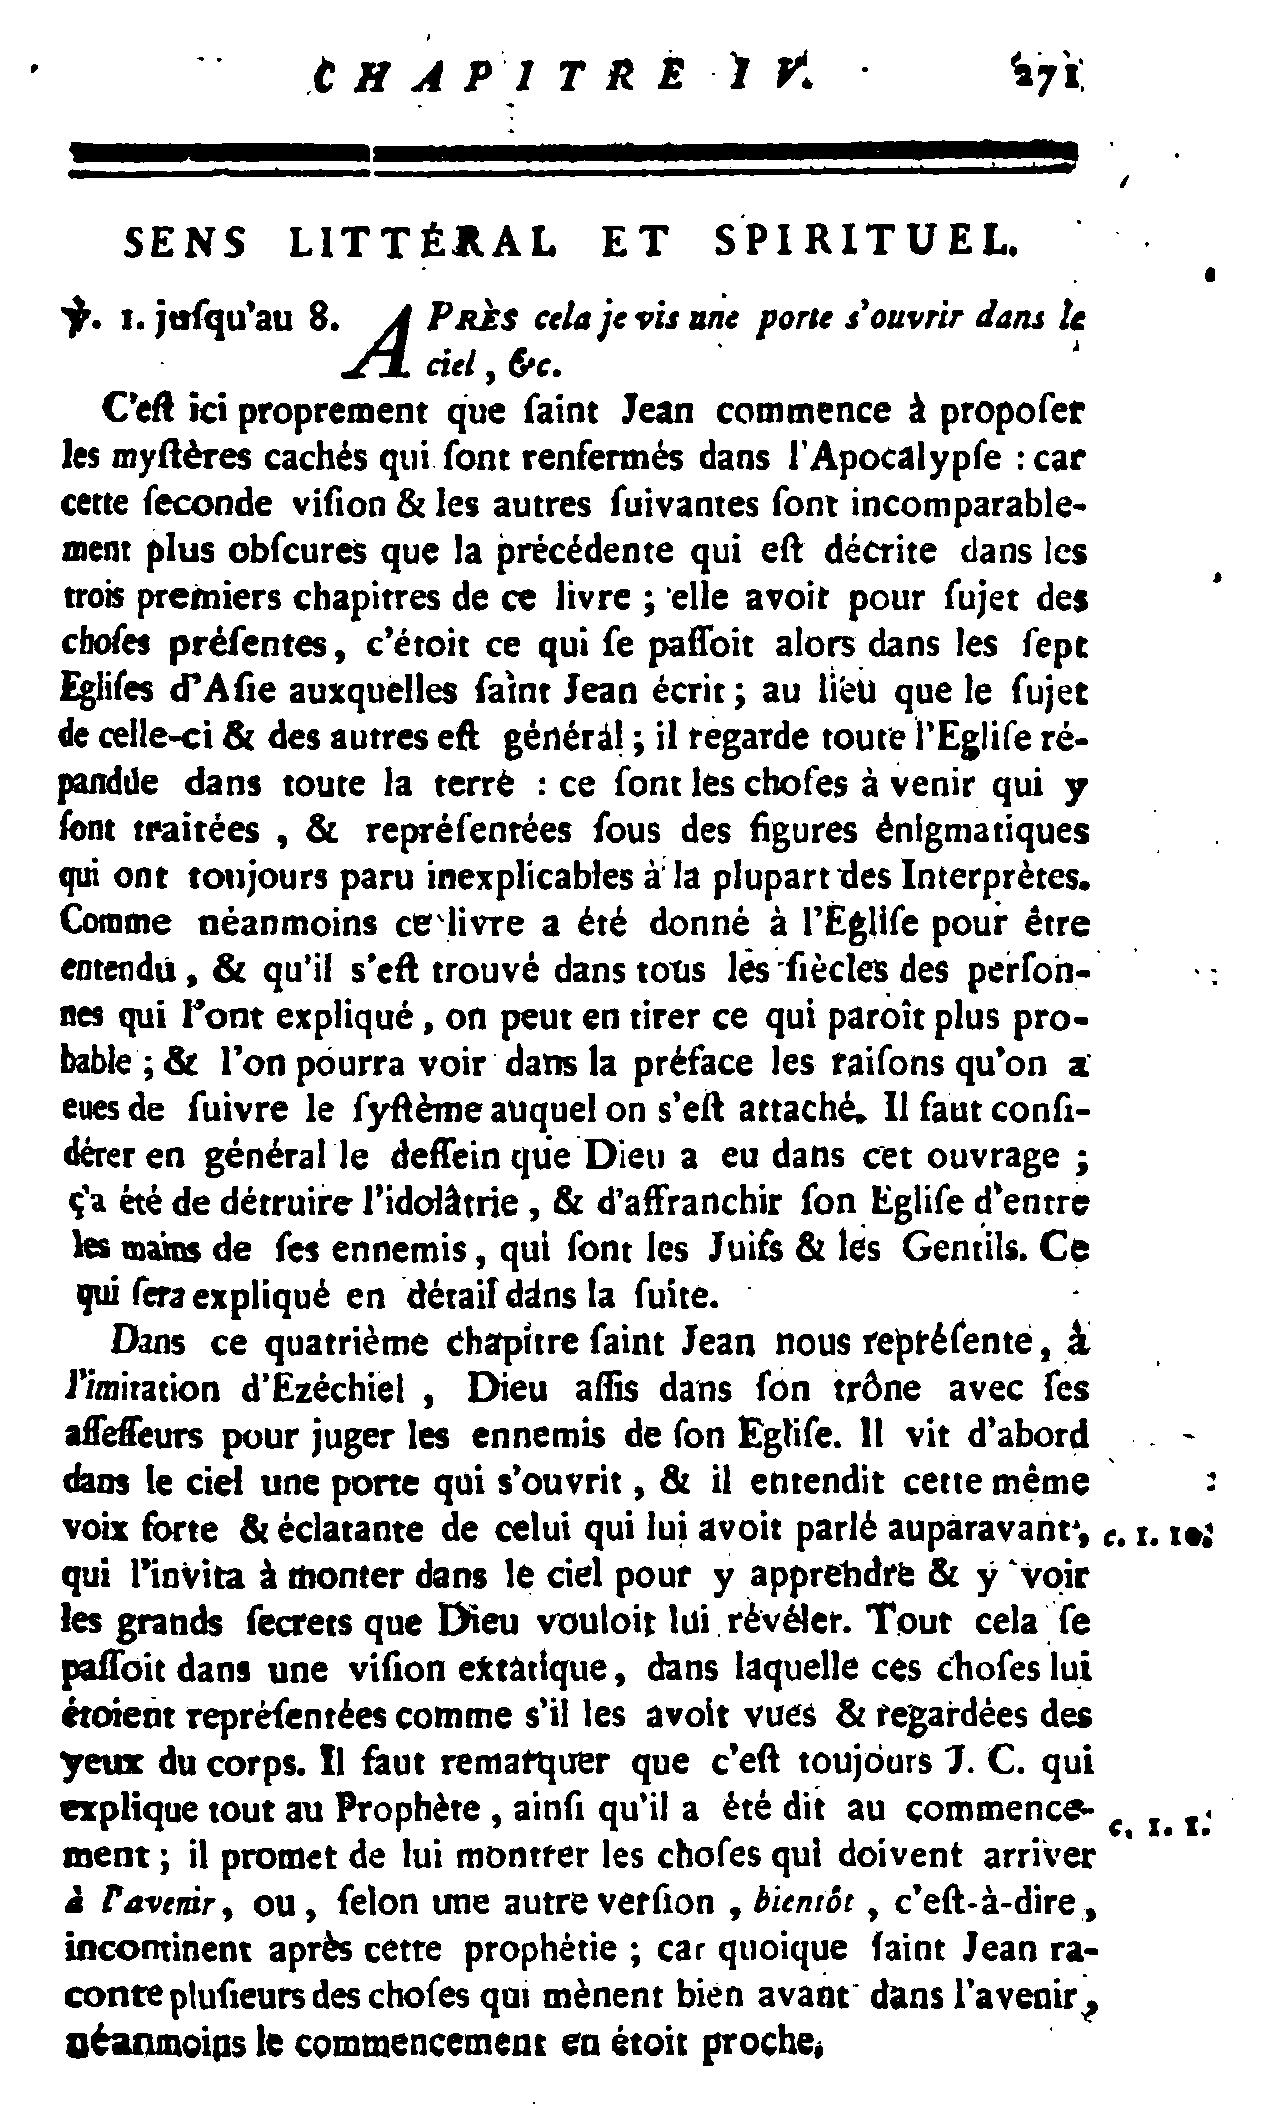 CHAPITRE IV. 271
SENS LITTÉRAL ET SPIRITUEL.
℣. 1. juſqu'au 8. APRÈS cela je vis une porte s'ouvrir dans le
ciel, &c.
C'eſt ici proprement que ſaint Jean commence à propoſer
les myſtères cachés qui ſont renfermés dans l'Apocalypſe : car
cette ſeconde viſion & les autres ſuivantes ſont incomparable-
ment plus obſcures que la précédente qui eſt décrite dans les
trois premiers chapitres de ce livre ; elle avoit pour ſujet des
choſes préſentes, c'étoit ce qui ſe paſſoit alors dans les ſept
Egliſes d'Aſie auxquelles ſaint Jean écrit ; au lieu que le ſujet
de celle-ci & des autres eſt général ; il regarde toute l'Egliſe ré-
pandue dans toute la terre : ce ſont les choſes à venir qui y
ſont traitées , & repréſentées ſous des figures énigmatiques
qui ont toujours paru inexplicables à la plupart des Interprètes.
Comme néanmoins ce livre a été donné à l'Egliſe pour être
entendu , & qu'il s'eſt trouvé dans tous les ſiècles des perſon-
nes qui l'ont expliqué , on peut en tirer ce qui paroît plus pro-
bable ; & l'on pourra voir dans la préface les raiſons qu'on a
eues de ſuivre le ſyſtème auquel on s'eſt attaché. Il faut conſi-
dérer en général le deſſein que Dieu a eu dans cet ouvrage ;
ç'a été de détruire l'idolâtrie , & d'affranchir ſon Egliſe d'entre
les mains de ſes ennemis , qui ſont les Juifs & les Gentils. Ce
qui ſera expliqué en détail dans la ſuite.
Dans ce quatrième chapitre ſaint Jean nous repréſente, à
l'imitation d'Ezéchiel , Dieu aſſis dans ſon trône avec ſes
aſſeſſeurs pour juger les ennemis de ſon Egliſe. Il vit d'abord
dans le ciel une porte qui s'ouvrit , & il entendit cette même
voix forte & éclatante de celui qui lui avoit parlé auparavant, c. 1. 10.
qui l'invita à monter dans le ciel pour y apprendre & y voir
les grands ſecrets que Dieu vouloit lui révéler. Tout cela ſe
paſſoit dans une viſion extatique, dans laquelle ces choſes lui
étoient repréſentées comme s'il les avoit vues & regardées des
yeux du corps. Il faut remarquer que c'eſt toujours J. C. qui
explique tout au Prophète , ainſi qu'il a été dit au commence- c. 1. 1.
ment ; il promet de lui montrer les choſes qui doivent arriver
à l'avenir, ou , ſelon une autre verſion , bientôt , c'eſt-à-dire,
incontinent après cette prophétie ; car quoique ſaint Jean ra-
conte pluſieurs des choſes qui mènent bien avant dans l'avenir,
néanmoins le commencement en étoit proche.